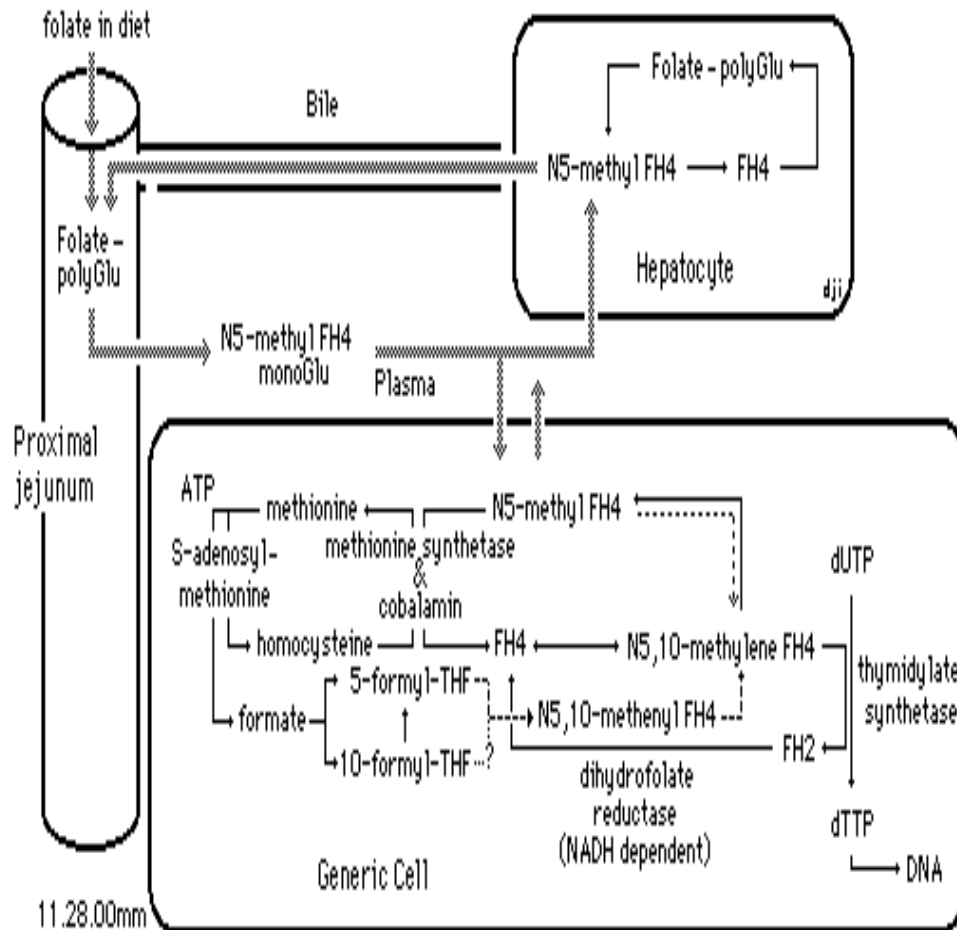 folate in diet
Bile
Folate - polyGlu
N5-methyl FH4
FH4
Hepatocyte
dji
Folate -
polyGlu
N5-methyl FH4
monoGlu
Plasma
Proximal
jejunum
ATP
methionine
N5-methyl FH4
S-adenosyl-
methionine
methionine synthetase
&
cobalamin
dUTP
homocysteine
FH4
N5,10-methylene FH4
thymidylate
synthetase
5-formyl-THF
formate
N5,10-methenyl FH4
10-formyl-THF
?
FH2
dihydrofolate
reductase
(NADH dependent)
dTTP
DNA
Generic Cell
11.28.00mm